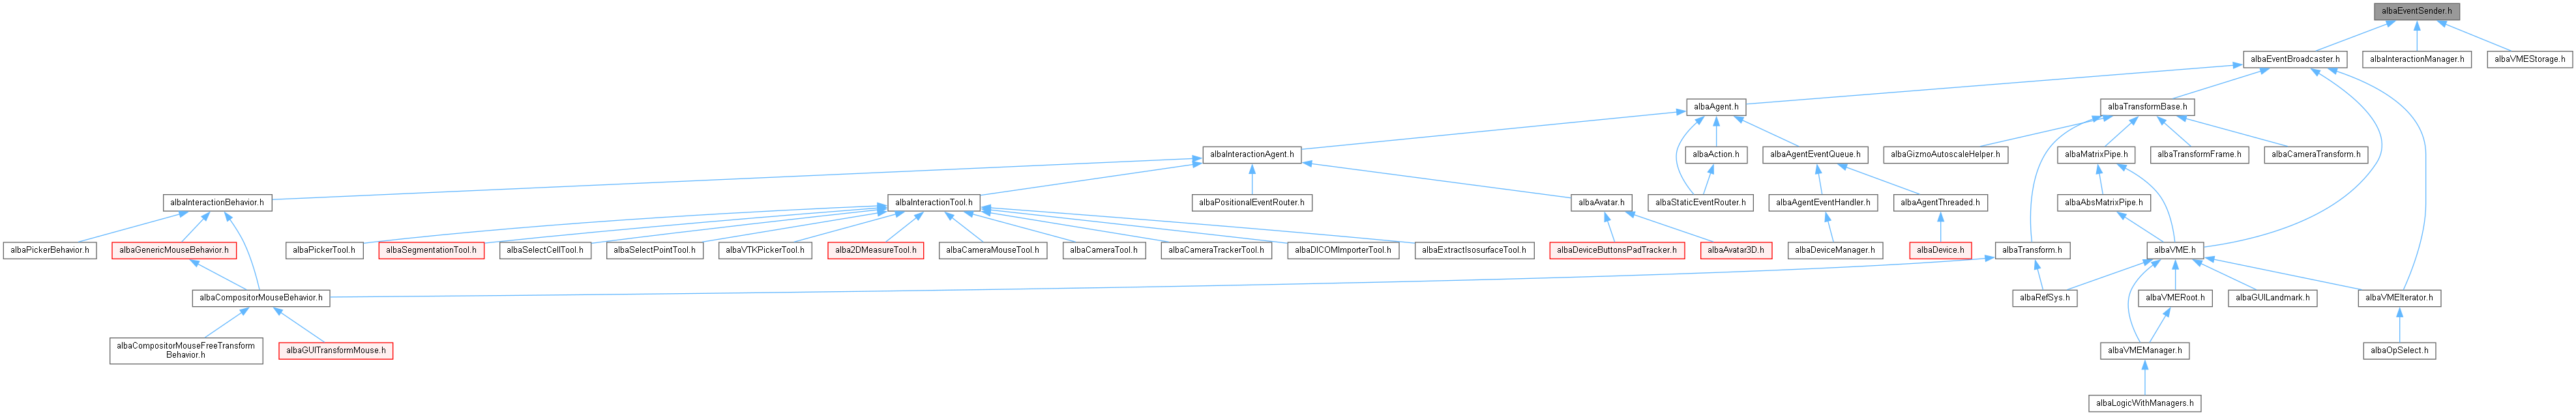 albaEventSender.h
albaEventBroadcaster.h
albaInteractionManager.h
albaVMEStorage.h
albaAgent.h
albaTransformBase.h
albaInteractionAgent.h
albaAction.h
albaAgentEventQueue.h
albaGizmoAutoscaleHelper.h
albaMatrixPipe.h
albaTransformFrame.h
albaCameraTransform.h
albaInteractionBehavior.h
albaInteractionTool.h
albaPositionalEventRouter.h
albaAvatar.h
albaStaticEventRouter.h
albaAgentEventHandler.h
albaAgentThreaded.h
albaAbsMatrixPipe.h
albaPickerBehavior.h
albaGenericMouseBehavior.h
albaPickerTool.h
albaSegmentationTool.h
albaSelectCellTool.h
albaSelectPointTool.h
albaVTKPickerTool.h
alba2DMeasureTool.h
albaCameraMouseTool.h
albaCameraTool.h
albaCameraTrackerTool.h
albaDICOMImporterTool.h
albaExtractIsosurfaceTool.h
albaDeviceButtonsPadTracker.h
albaAvatar3D.h
albaDeviceManager.h
albaDevice.h
albaTransform.h
albaVME.h
albaCompositorMouseBehavior.h
albaRefSys.h
albaVMERoot.h
albaGUILandmark.h
albaVMEIterator.h
albaCompositorMouseFreeTransform
Behavior.h
albaGUITransformMouse.h
albaVMEManager.h
albaOpSelect.h
albaLogicWithManagers.h